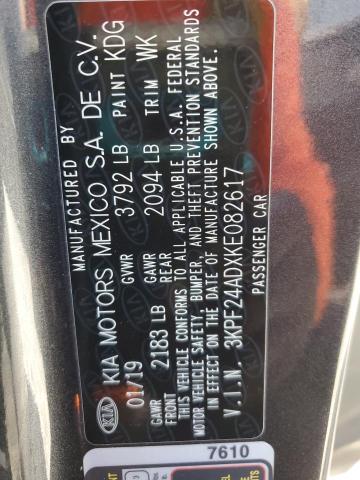 MANUFACTURED BY
KIA KIA MOTORS MEXICO S.A. DE C.V.
01/19 GVWR 3792 LB PAINT KDG
GAWR FRONT 2183 LB GAWR REAR 2094 LB TRIM WK
THIS VEHICLE CONFORMS TO ALL APPLICABLE U.S.A. FEDERAL
MOTOR VEHICLE SAFETY, BUMPER, AND THEFT PREVENTION STANDARDS
IN EFFECT ON THE DATE OF MANUFACTURE SHOWN ABOVE.
V.I.N. 3KPF24ADXKE082617
PASSENGER CAR
7610